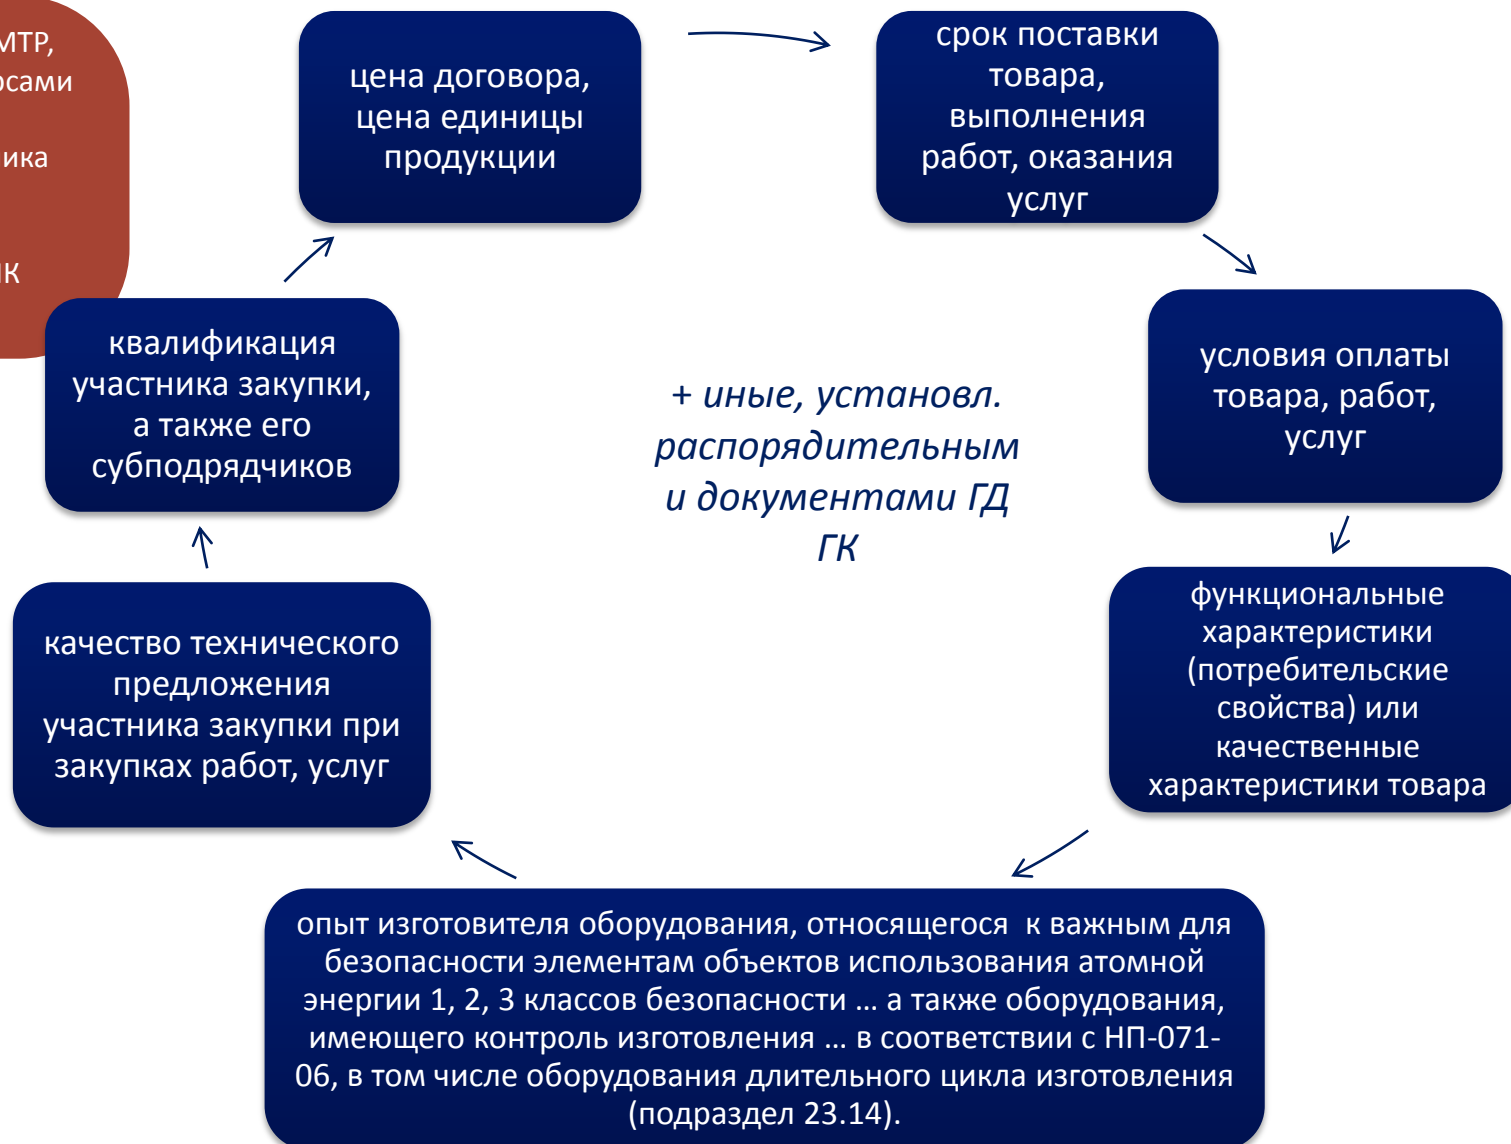 МТР,
ика
цена договора,
цена единицы
продукции
срок поставки
товара,
выполнения
работ, оказания
услуг
условия оплаты
товара, работ,
услуг
функциональные
характеристики
(потребительские
свойства) или
качественные
характеристики товара
опыт изготовителя оборудования, относящегося к важным для
безопасности элементам объектов использования атомной
энергии 1, 2, 3 классов безопасности … а также оборудования,
имеющего контроль изготовления … в соответствии с НП-071-
06, в том числе оборудования длительного цикла изготовления
(подраздел 23.14).
качество технического
предложения
участника закупки при
закупках работ, услуг
квалификация
участника закупки,
а также его
субподрядчиков
+ иные, установл.
распорядительным
и документами ГД
ГК